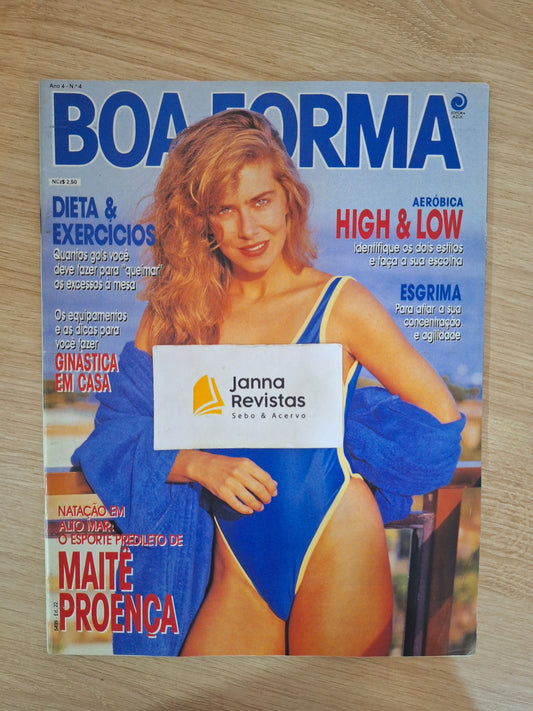 Ano 4 - N.º 4
BOA FORMA
EDITORA
AZUL
NCz$ 2,50
DIETA &
EXERCÍCIOS
Quantos gols você
deve fazer para "queimar"
os excessos à mesa
Os equipamentos
e as dicas para
você fazer
GINÁSTICA
EM CASA
AERÓBICA
HIGH & LOW
Identifique os dois estilos
e faça a sua escolha
ESGRIMA
Para afiar a sua
concentração
e agilidade
Janna
Revistas
Sebo & Acervo
NATAÇÃO EM
ALTO MAR:
O ESPORTE PREDILETO DE
MAITÊ
PROENÇA